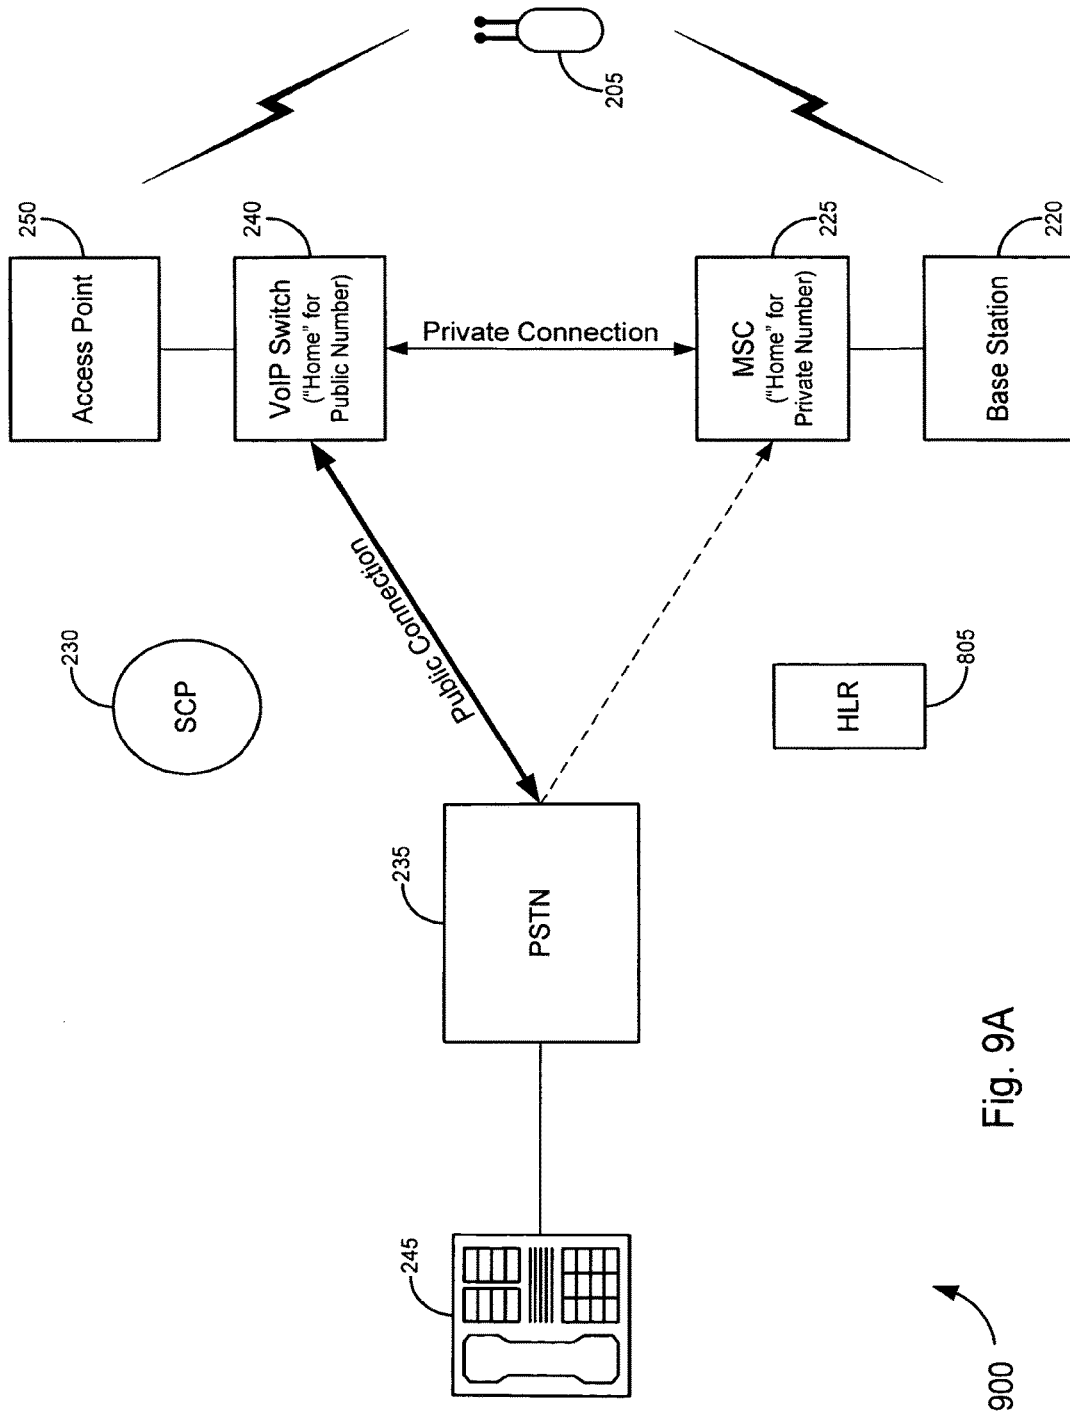 250
Access Point
240
VoIP Switch
("Home" for
Public Number)
Private Connection
225
MSC
("Home" for
Private Number)
220
Base Station
205
Public Connection
230
SCP
805
HLR
235
PSTN
245
900
Fig. 9A